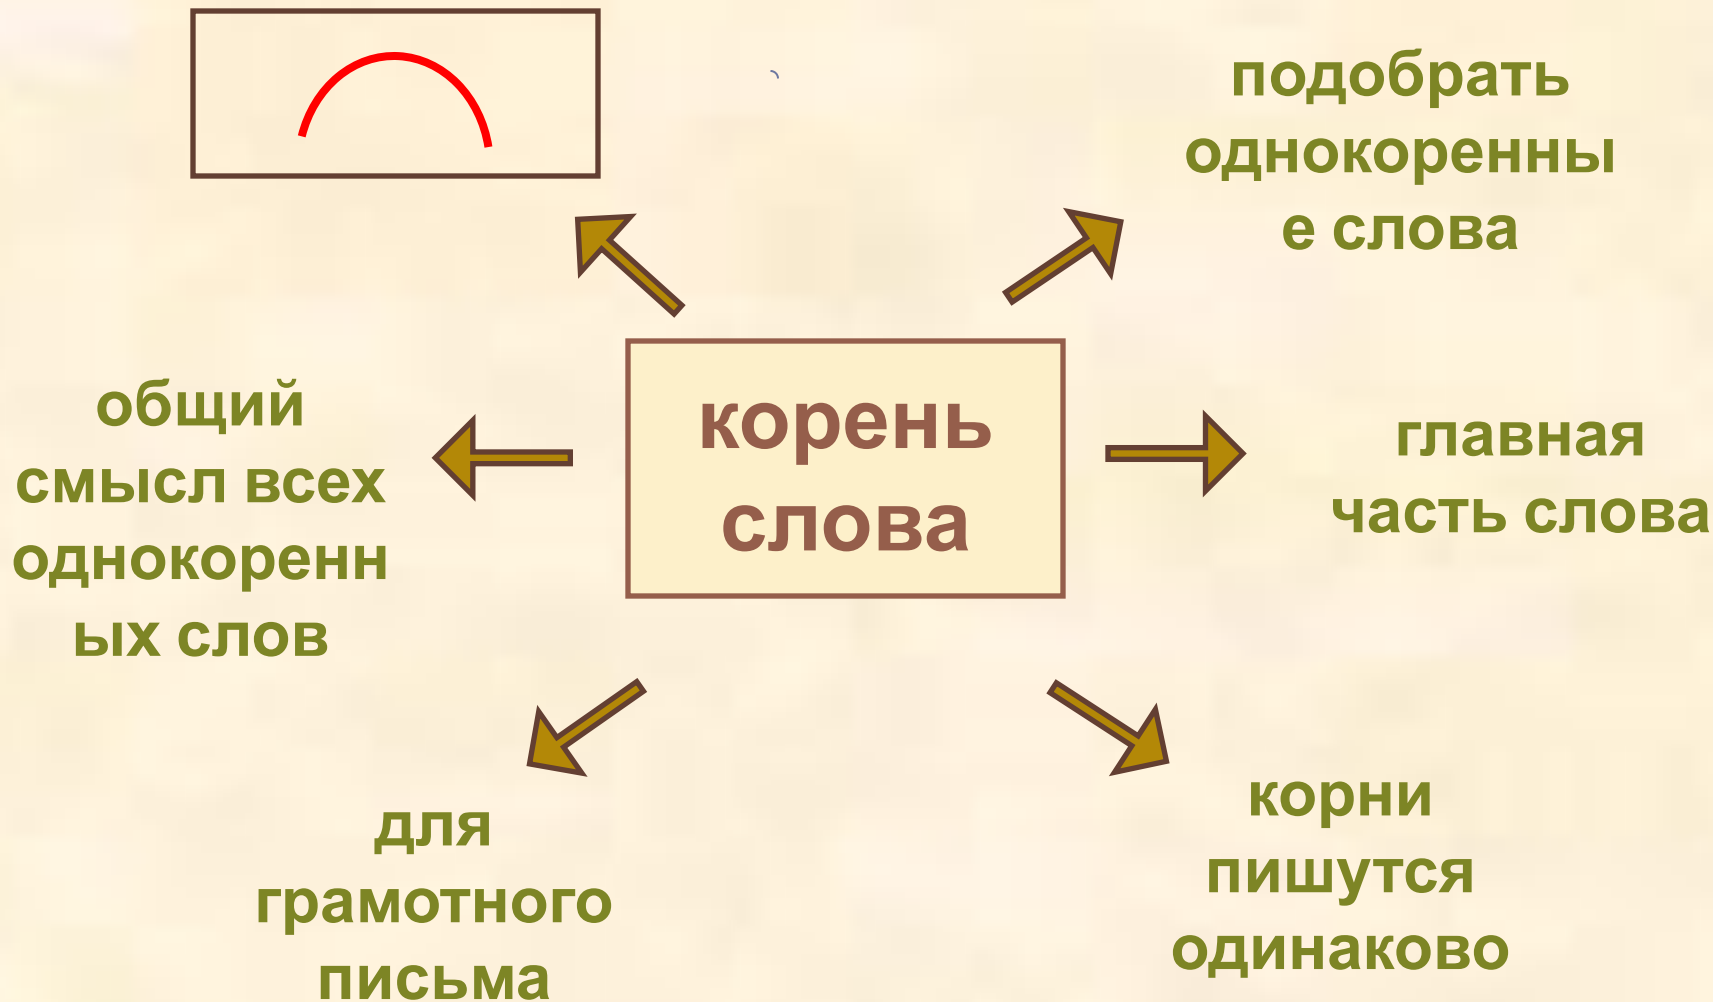 подобрать
однокоренны
е слова
общий
смысл всех
однокоренн
ых слов
корень
слова
главная
часть слова
для
грамотного
письма
корни
пишутся
одинаково